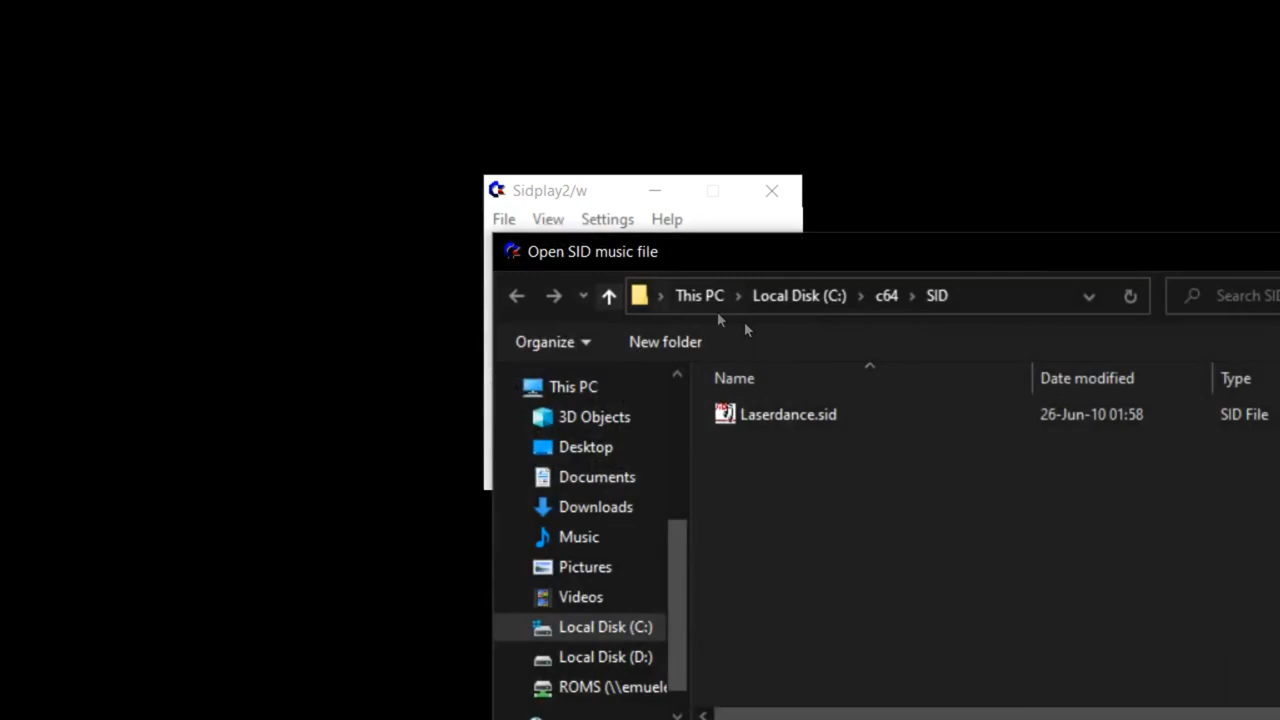 Sidplay2/w
File View Settings Help
Open SID music file
This PC Local Disk (C:) c64 SID
Search
Organize New folder
Name Date modified Type
This PC
3D Objects
Laserdance.sid 26-Jun-10 01:58 SID File
Desktop
Documents
Downloads
Music
Pictures
Videos
Local Disk (C:)
Local Disk (D:)
ROMS (\\emule